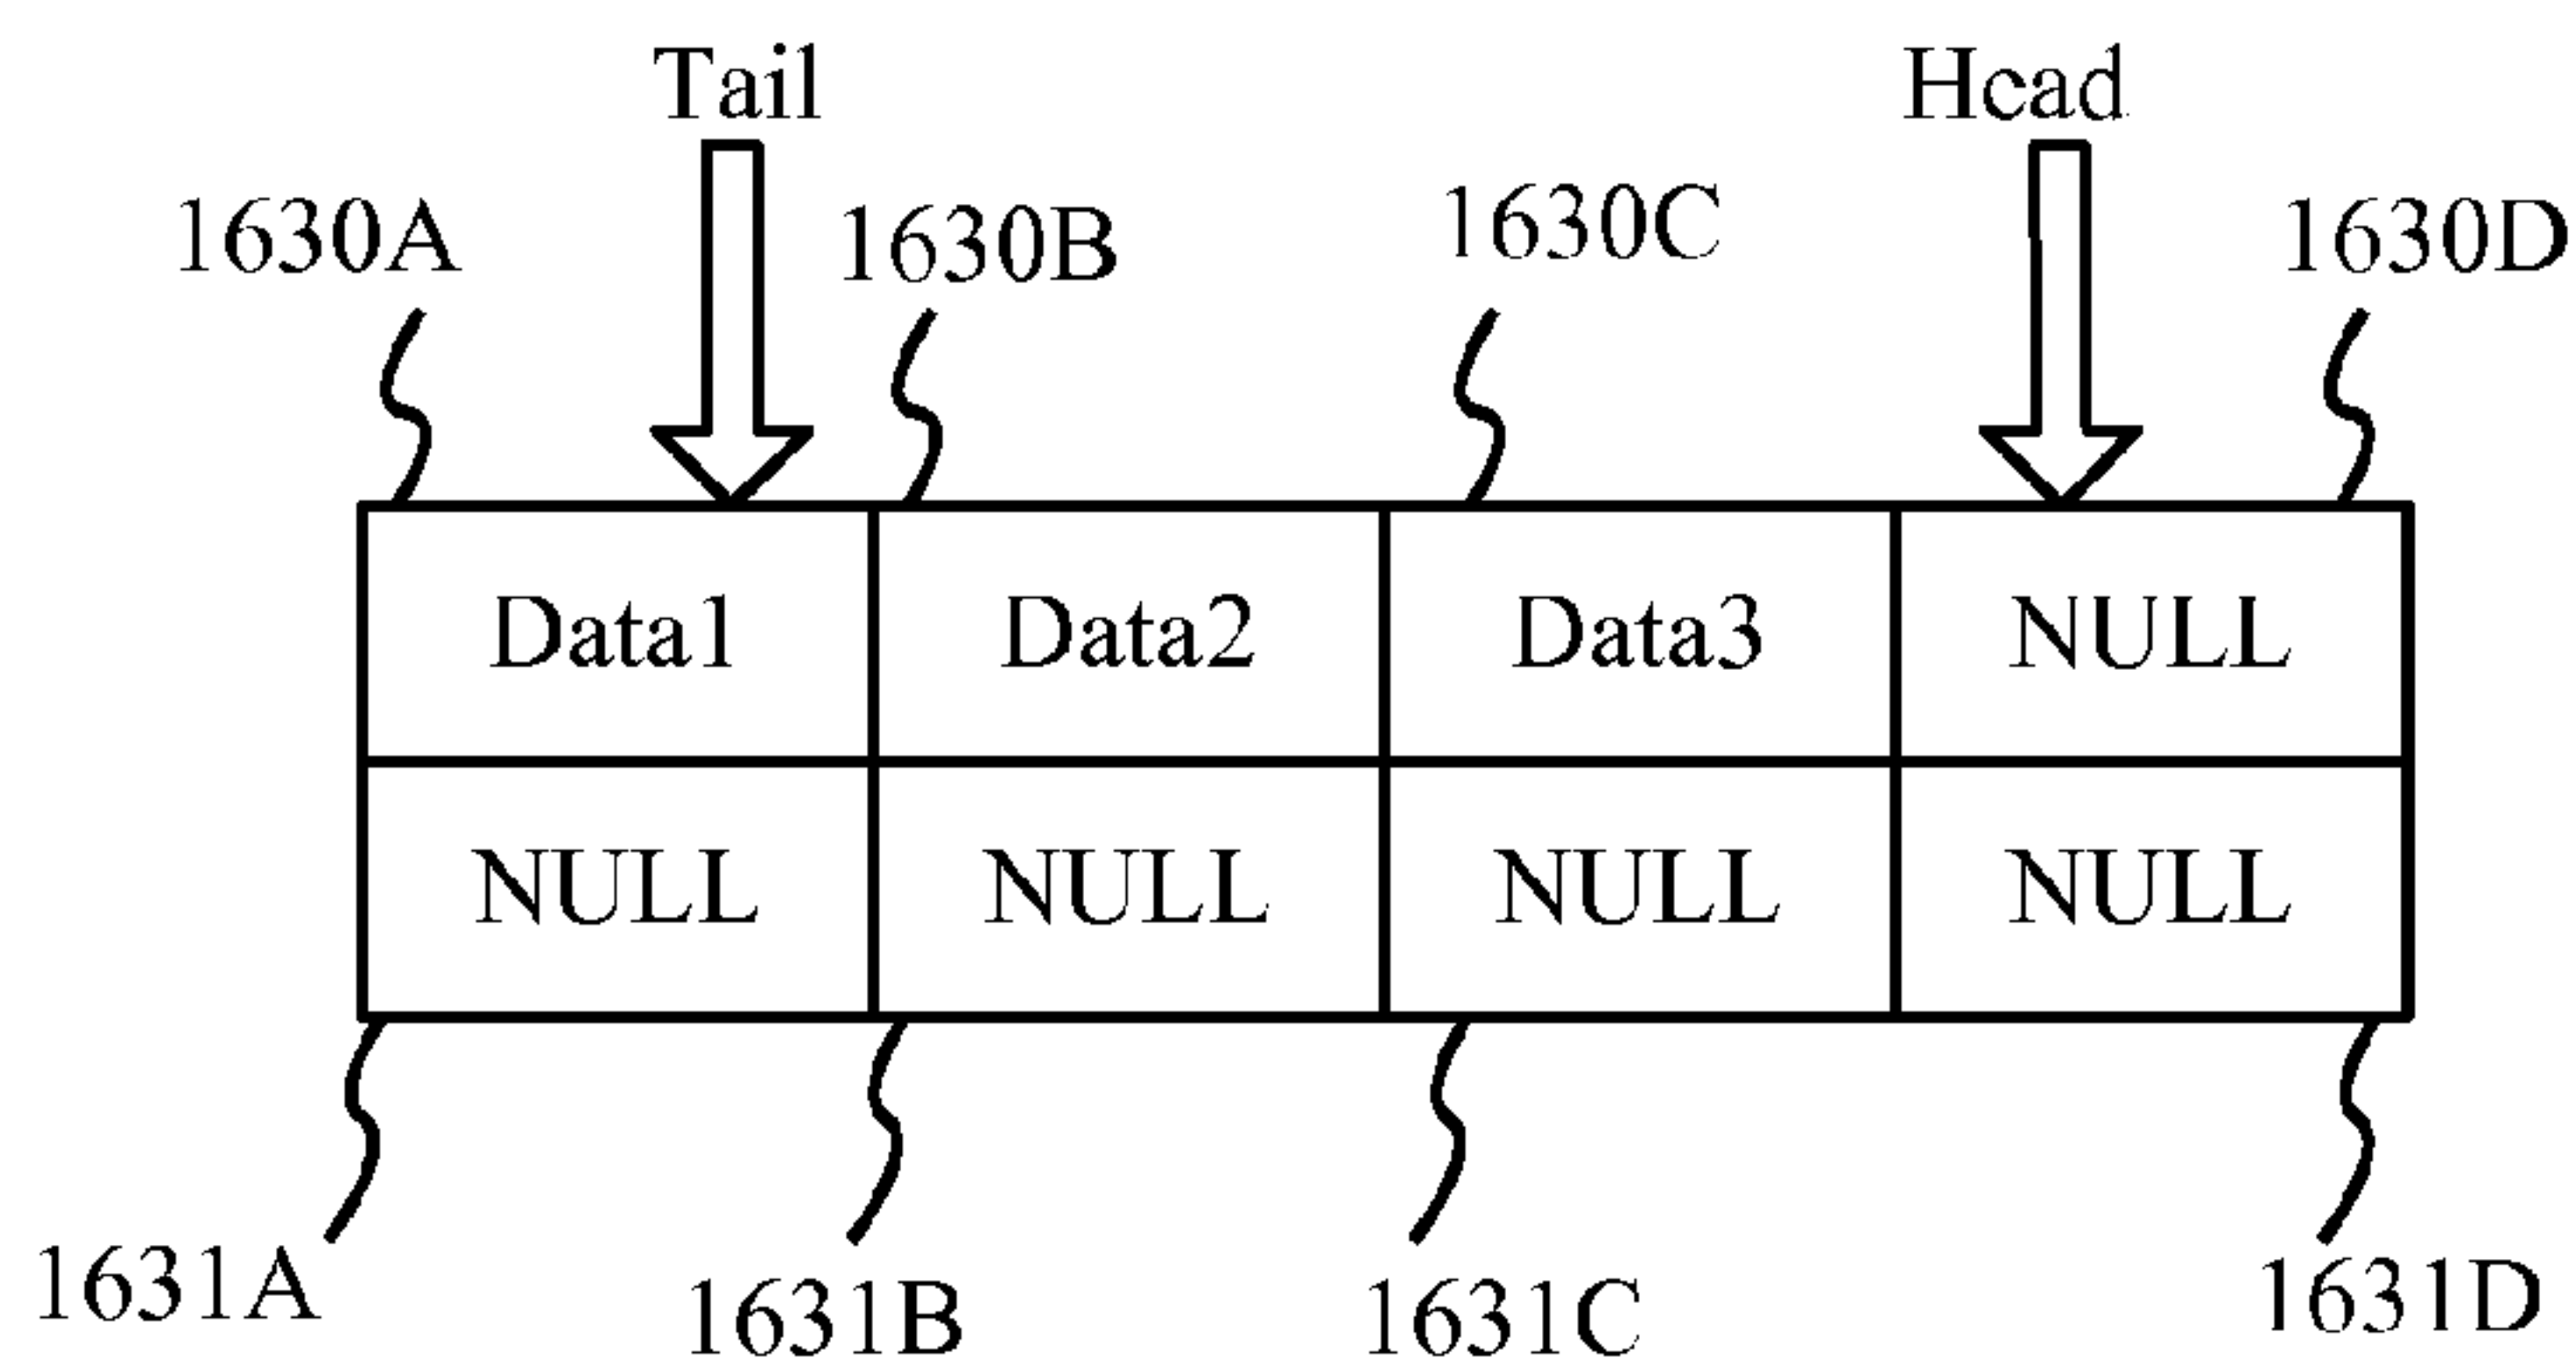 Tail Hcad
1630A 1630B 1630C 1630D
Data1 Data2 Data3 NULL
NULL NULL NULL NULL
1631A 1631B 1631C 1631D